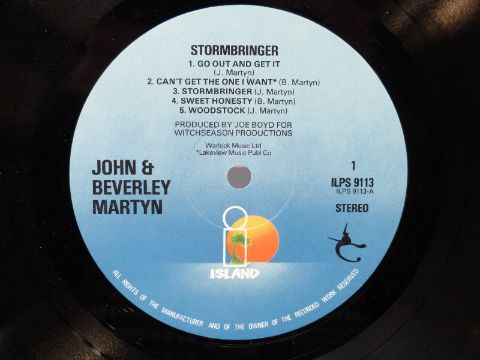 STORMBRINGER
1. GO OUT AND GET IT
(J. Martyn)
2. CAN'T GET THE ONE I WANT* (B. Martyn)
3. STORMBRINGER (J. Martyn)
4. SWEET HONESTY (B. Martyn)
5. WOODSTOCK (J. Martyn)
PRODUCED BY JOE BOYD FOR
WITCHSEASON PRODUCTIONS
Warlock Music Ltd
*Lakeview Music Publ Co
JOHN &
BEVERLEY
MARTYN
1
ILPS 9113
ILPS 9113-A
STEREO
i
ISLAND
ALL RIGHTS OF THE MANUFACTURER AND OF THE OWNER OF THE RECORDED WORK RESERVED